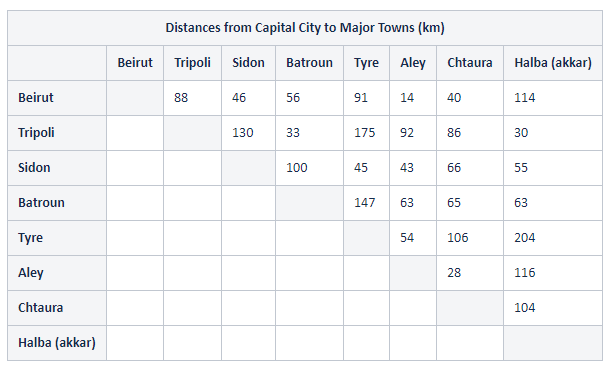 Distances from Capital City to Major Towns (km)
Beirut Tripoli Sidon Batroun Tyre Aley Chtaura Halba (akkar)
Beirut 88 46 56 91 14 40 114
Tripoli 130 33 175 92 86 30
Sidon 100 45 43 66 55
Batroun 147 63 65 63
Tyre 54 106 204
Aley 28 116
Chtaura 104
Halba (akkar)